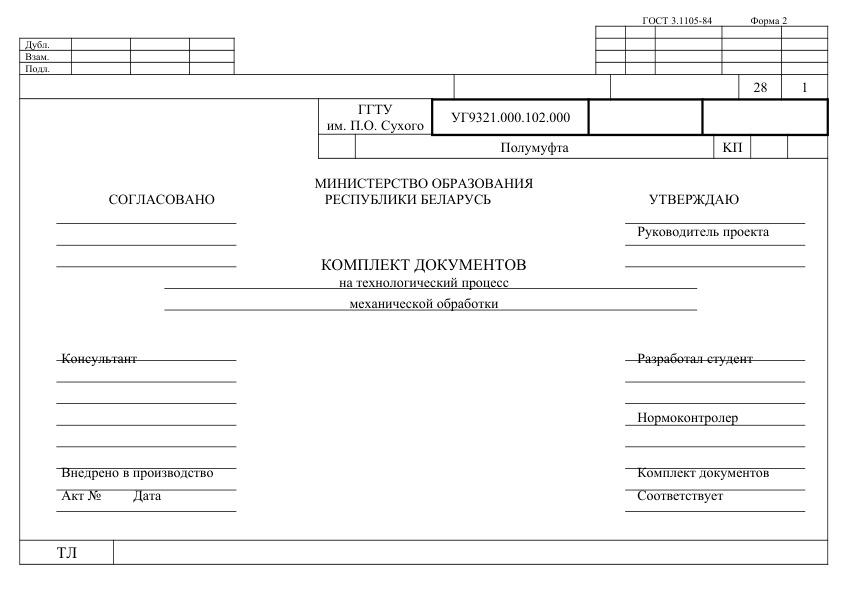 ГОСТ 3.1105-84 Форма 2
Дубл.
Взам.
Подл.
28 1
ГГТУ
им. П.О. Сухого
УГ9321.000.102.000
Полумуфта КП
МИНИСТЕРСТВО ОБРАЗОВАНИЯ
СОГЛАСОВАНО РЕСПУБЛИКИ БЕЛАРУСЬ УТВЕРЖДАЮ
Руководитель проекта
КОМПЛЕКТ ДОКУМЕНТОВ
на технологический процесс
механической обработки
Консультант Разработал студент
Нормоконтролер
Внедрено в производство Комплект документов
Акт № Дата Соответствует
ТЛ